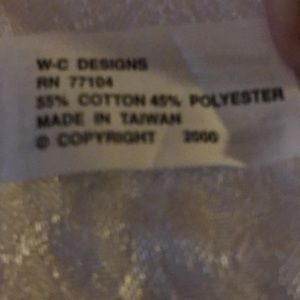 W-C DESIGNS
RN 77104
55% COTTON 45% POLYESTER
MADE IN TAIWAN
© COPYRIGHT 2000